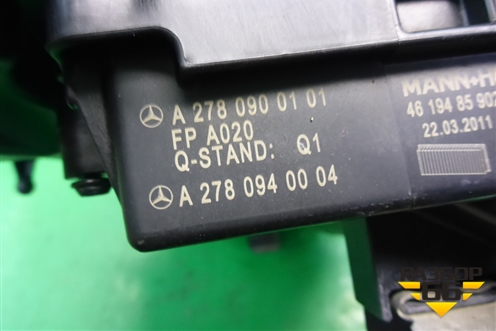 A 278 090 01 01
FP A020
Q-STAND: Q1
A 278 094 00 04
MANN+H
46 194 85 902
22.03.2011